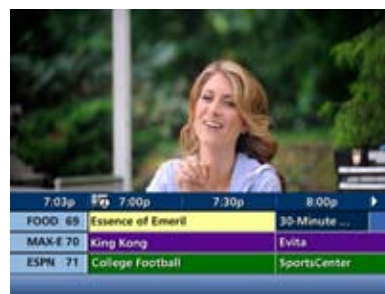 7:03p 7:00p 7:30p 8:00p
FOOD 69 Essence of Emeril 30-Minute ...
MAX-E 70 King Kong Evita
ESPN 71 College Football SportsCenter